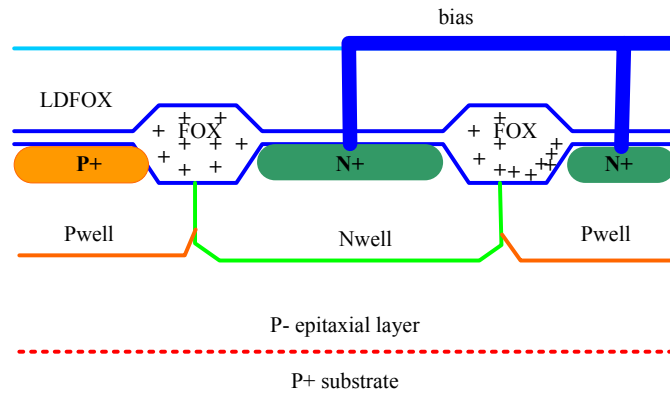 bias
LDFOX
FOX
FOX
P+
N+
N+
Pwell
Nwell
Pwell
P- epitaxial layer
P+ substrate